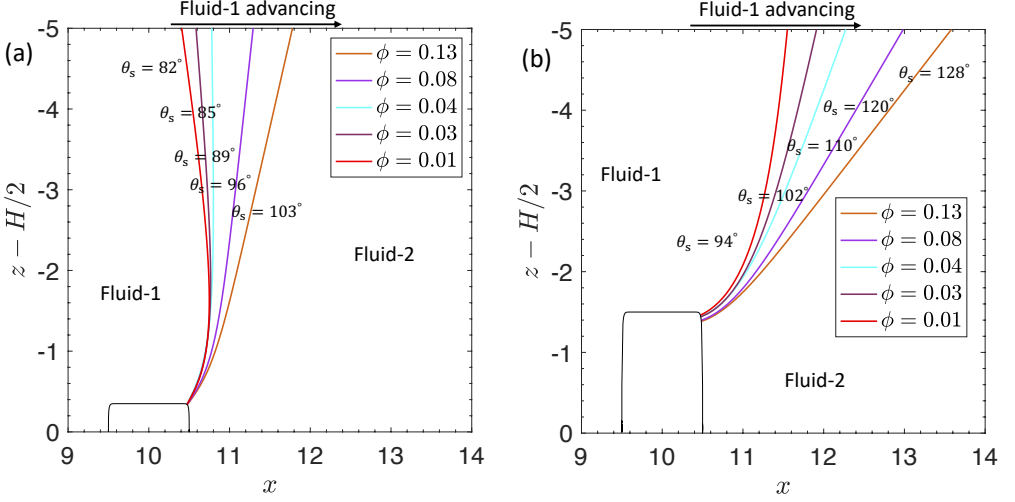 Fluid-1 advancing
(a)
-5
-4
-3
-2
-1
0
z − H/2
θs = 82°
θs = 85°
θs = 89°
θs = 96°
θs = 103°
ϕ = 0.13
ϕ = 0.08
ϕ = 0.04
ϕ = 0.03
ϕ = 0.01
Fluid-2
Fluid-1
9 10 11 12 13 14
x
Fluid-1 advancing
(b)
-5
-4
-3
-2
-1
0
z − H/2
θs = 128°
θs = 120°
θs = 110°
θs = 102°
θs = 94°
Fluid-1
ϕ = 0.13
ϕ = 0.08
ϕ = 0.04
ϕ = 0.03
ϕ = 0.01
Fluid-2
9 10 11 12 13 14
x